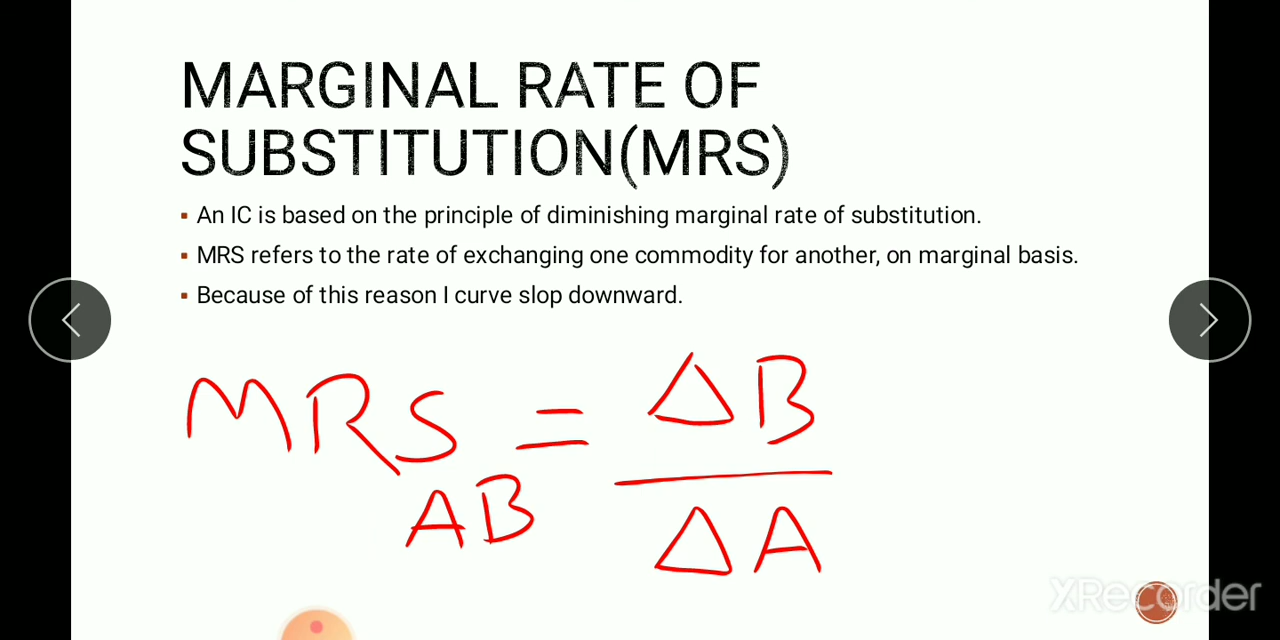 MARGINAL RATE OF
SUBSTITUTION(MRS)
▪ An IC is based on the principle of diminishing marginal rate of substitution.
▪ MRS refers to the rate of exchanging one commodity for another, on marginal basis.
▪ Because of this reason I curve slop downward.
MRS = ΔB
AB
ΔA
XRecorder